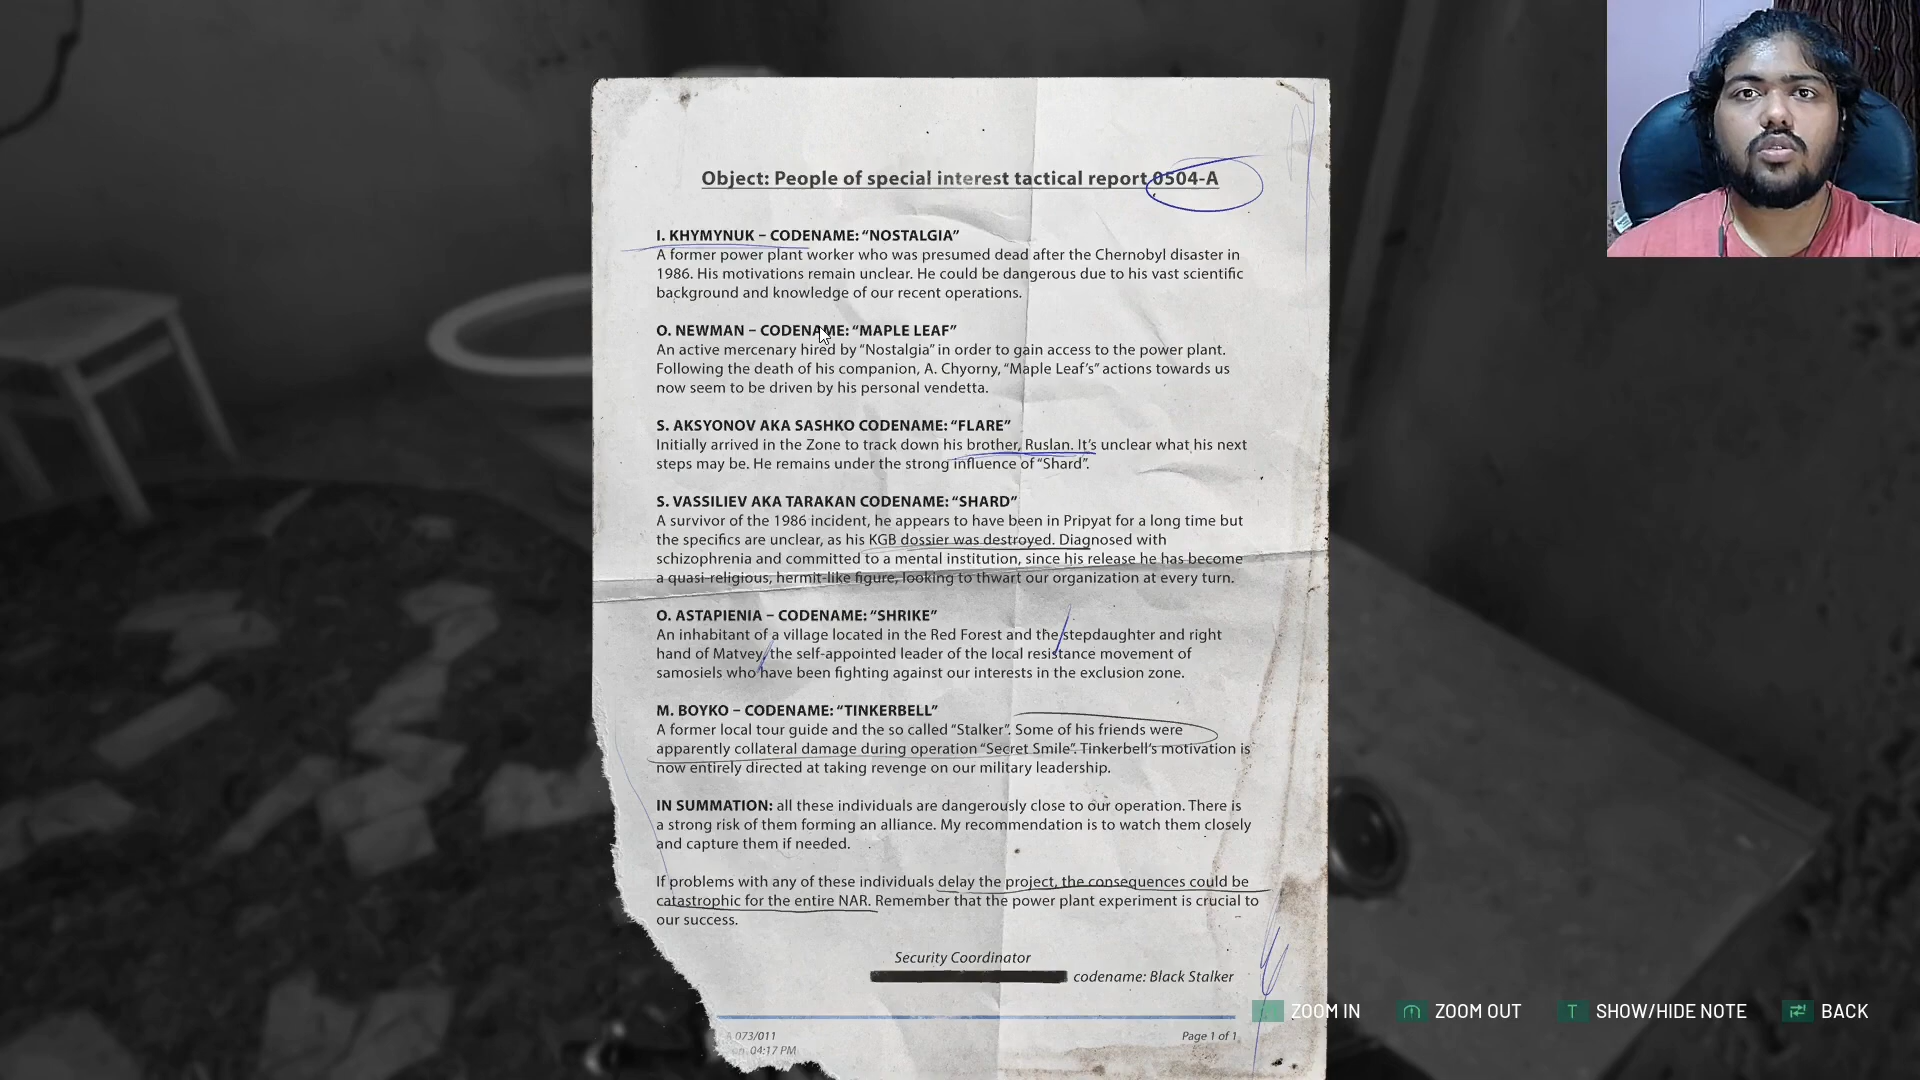 Object: People of special interest tactical report 0504-A
I. KHYMYNUK – CODENAME: “NOSTALGIA”
A former power plant worker who was presumed dead after the Chernobyl disaster in
1986. His motivations remain unclear. He could be dangerous due to his vast scientific
background and knowledge of our recent operations.
O. NEWMAN – CODENAME: “MAPLE LEAF”
An active mercenary hired by “Nostalgia” in order to gain access to the power plant.
Following the death of his companion, A. Chyorny, “Maple Leaf’s” actions towards us
now seem to be driven by his personal vendetta.
S. AKSYONOV AKA SASHKO CODENAME: “FLARE”
Initially arrived in the Zone to track down his brother, Ruslan. It’s unclear what his next
steps may be. He remains under the strong influence of “Shard”.
S. VASSILIEV AKA TARAKAN CODENAME: “SHARD”
A survivor of the 1986 incident, he appears to have been in Pripyat for a long time but
the specifics are unclear, as his KGB dossier was destroyed. Diagnosed with
schizophrenia and committed to a mental institution, since his release he has become
a quasi-religious, hermit-like figure, looking to thwart our organization at every turn.
O. ASTAPIENIA – CODENAME: “SHRIKE”
An inhabitant of a village located in the Red Forest and the stepdaughter and right
hand of Matvey, the self-appointed leader of the local resistance movement of
samosiels who have been fighting against our interests in the exclusion zone.
M. BOYKO – CODENAME: “TINKERBELL”
A former local tour guide and the so called “Stalker”. Some of his friends were
apparently collateral damage during operation “Secret Smile”. Tinkerbell’s motivation is
now entirely directed at taking revenge on our military leadership.
IN SUMMATION: all these individuals are dangerously close to our operation. There is
a strong risk of them forming an alliance. My recommendation is to watch them closely
and capture them if needed.
If problems with any of these individuals delay the project, the consequences could be
catastrophic for the entire NAR. Remember that the power plant experiment is crucial to
our success.
Security Coordinator
codename: Black Stalker
073/011
Page 1 of 1
04:17 PM
ZOOM IN
ZOOM OUT
T SHOW/HIDE NOTE
BACK